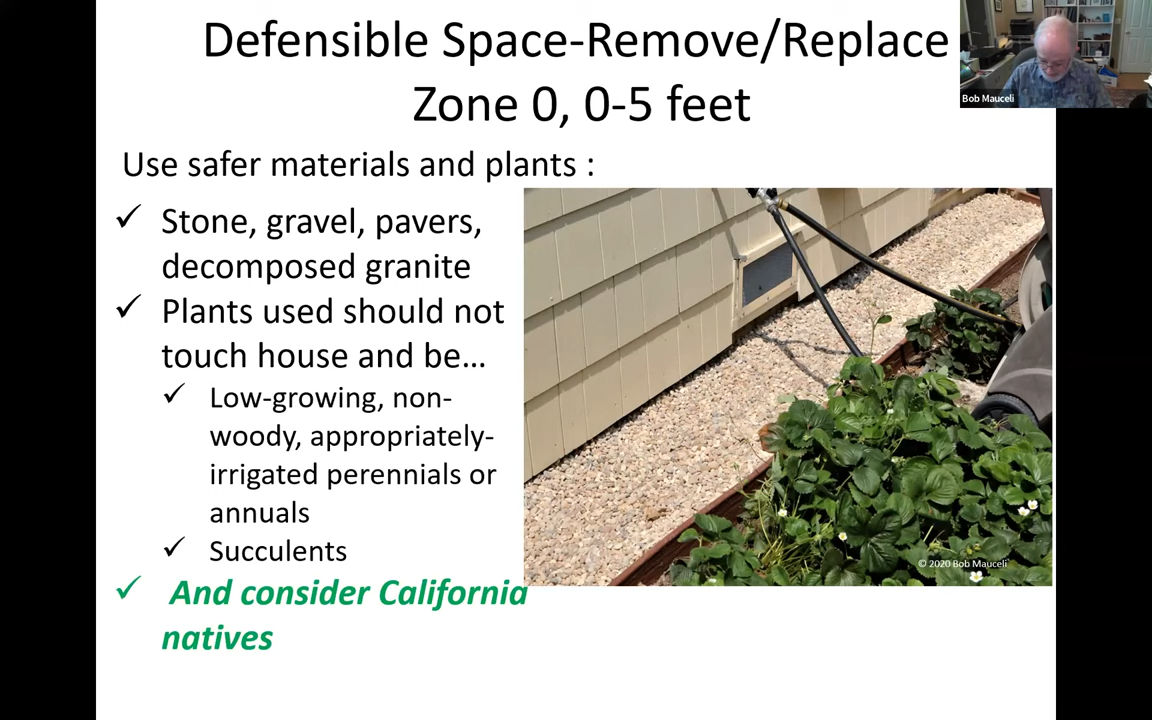 Defensible Space-Remove/Replace
Zone 0, 0-5 feet
Bob Mauceli
Use safer materials and plants :
✓ Stone, gravel, pavers,
decomposed granite
✓ Plants used should not
touch house and be...
✓ Low-growing, non-
woody, appropriately-
irrigated perennials or
annuals
✓ Succulents
✓ And consider California
natives
© 2020 Bob Mauceli